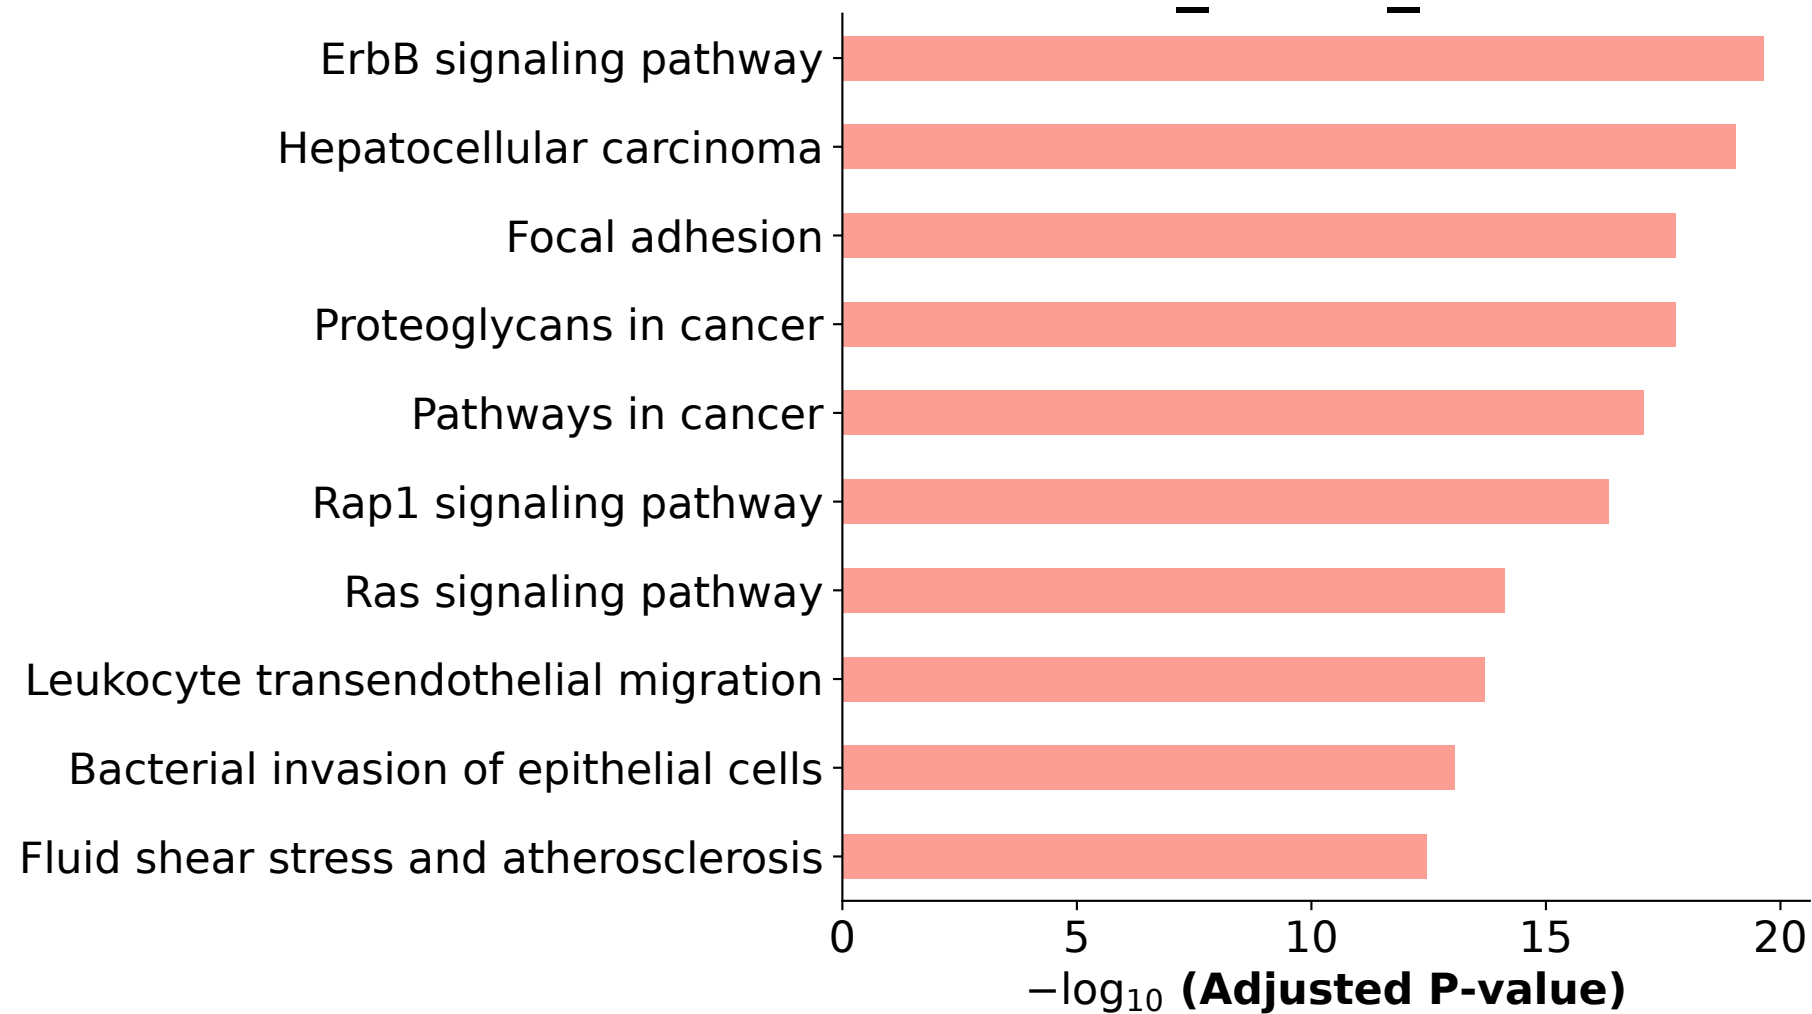 ErbB signaling pathway
Hepatocellular carcinoma
Focal adhesion
Proteoglycans in cancer
Pathways in cancer
Rap1 signaling pathway
Ras signaling pathway
Leukocyte transendothelial migration
Bacterial invasion of epithelial cells
Fluid shear stress and atherosclerosis
0 5 10 15 20
−log₁₀ (Adjusted P-value)